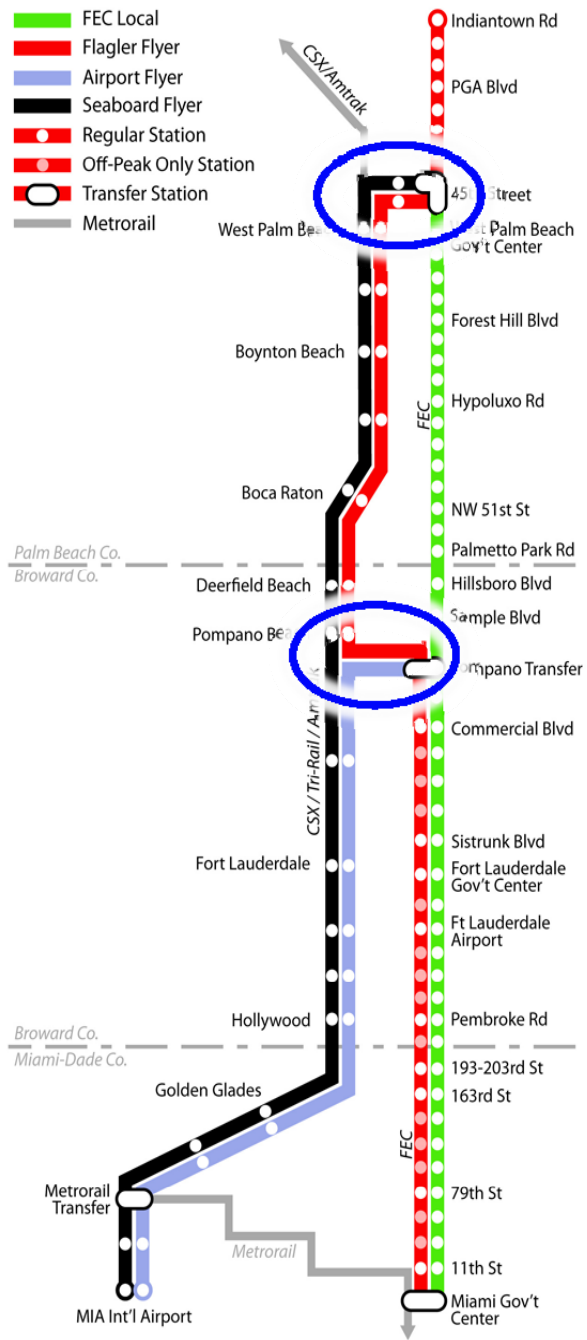 FEC Local
Flagler Flyer
Airport Flyer
Seaboard Flyer
Regular Station
Off-Peak Only Station
Transfer Station
Metrorail
CSX/Amtrak
Indiantown Rd
PGA Blvd
Street
West Palm
Palm Beach
Gov't Center
Forest Hill Blvd
Boynton Beach
Hypoluxo Rd
FEC
Boca Raton
NW 51st St
Palmetto Park Rd
Palm Beach Co.
Broward Co.
Deerfield Beach
Hillsboro Blvd
Sample Blvd
Pompano
Transfer
CSX / Tri-Rail /
Commercial Blvd
Sistrunk Blvd
Fort Lauderdale
Fort Lauderdale
Gov't Center
Ft Lauderdale
Airport
Hollywood
Pembroke Rd
Broward Co.
Miami-Dade Co.
193-203rd St
Golden Glades
163rd St
FEC
Metrorail
Transfer
79th St
Metrorail
11th St
MIA Int'l Airport
Miami Gov't
Center